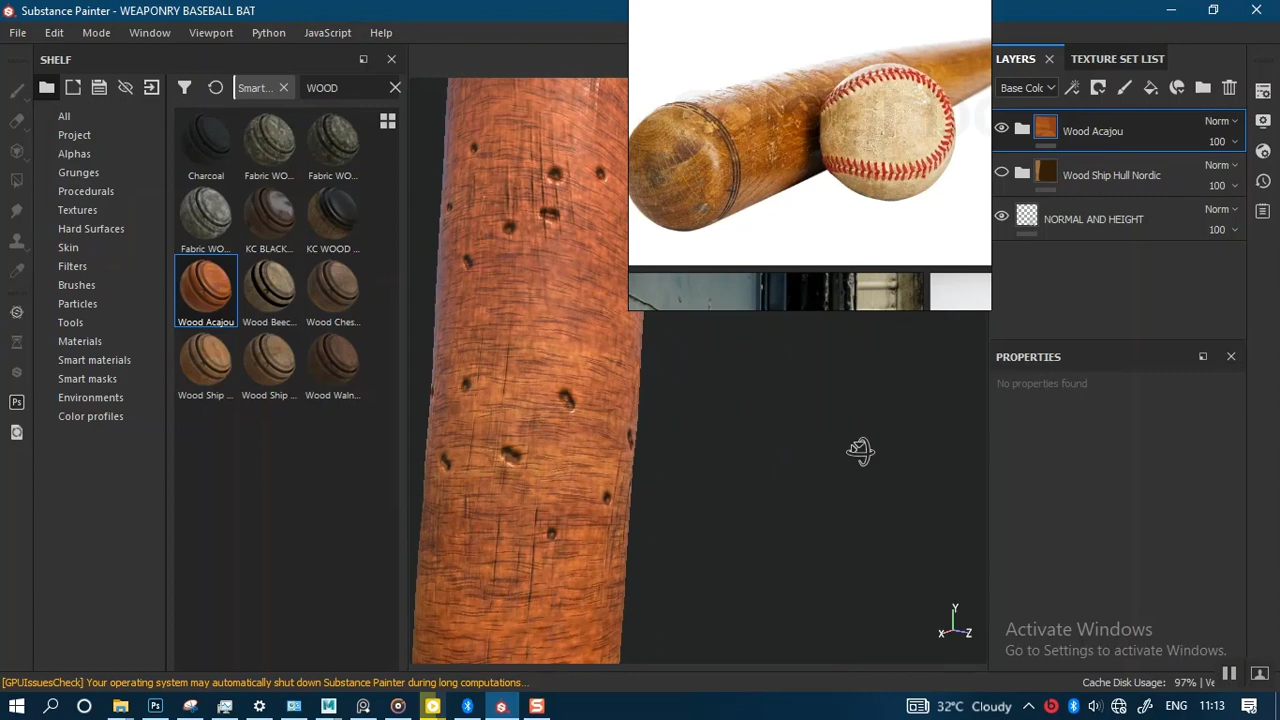 Substance Painter - WEAPONRY BASEBALL BAT
File Edit Mode Window Viewport Python JavaScript Help
SHELF
Smart...
WOOD
All
Project
Alphas
Grunges
Procedurals
Textures
Hard Surfaces
Skin
Filters
Brushes
Particles
Tools
Materials
Smart materials
Smart masks
Environments
Color profiles
Charcoal Fabric WO... Fabric WO...
Fabric WO... KC BLACK... KC WOOD ...
Wood Acajou Wood Beec... Wood Ches...
Wood Ship ... Wood Ship ... Wood Waln...
Y
X Z
LAYERS TEXTURE SET LIST
Base Colc
Wood Acajou Norm
100
Wood Ship Hull Nordic Norm
100
NORMAL AND HEIGHT Norm
100
PROPERTIES
No properties found
Activate Windows
Go to Settings to activate Windows.
[GPUIssuesCheck] Your operating system may automatically shut down Substance Painter during long computations...
Cache Disk Usage: 97% | Ve
Ps
32°C Cloudy ENG 11:13